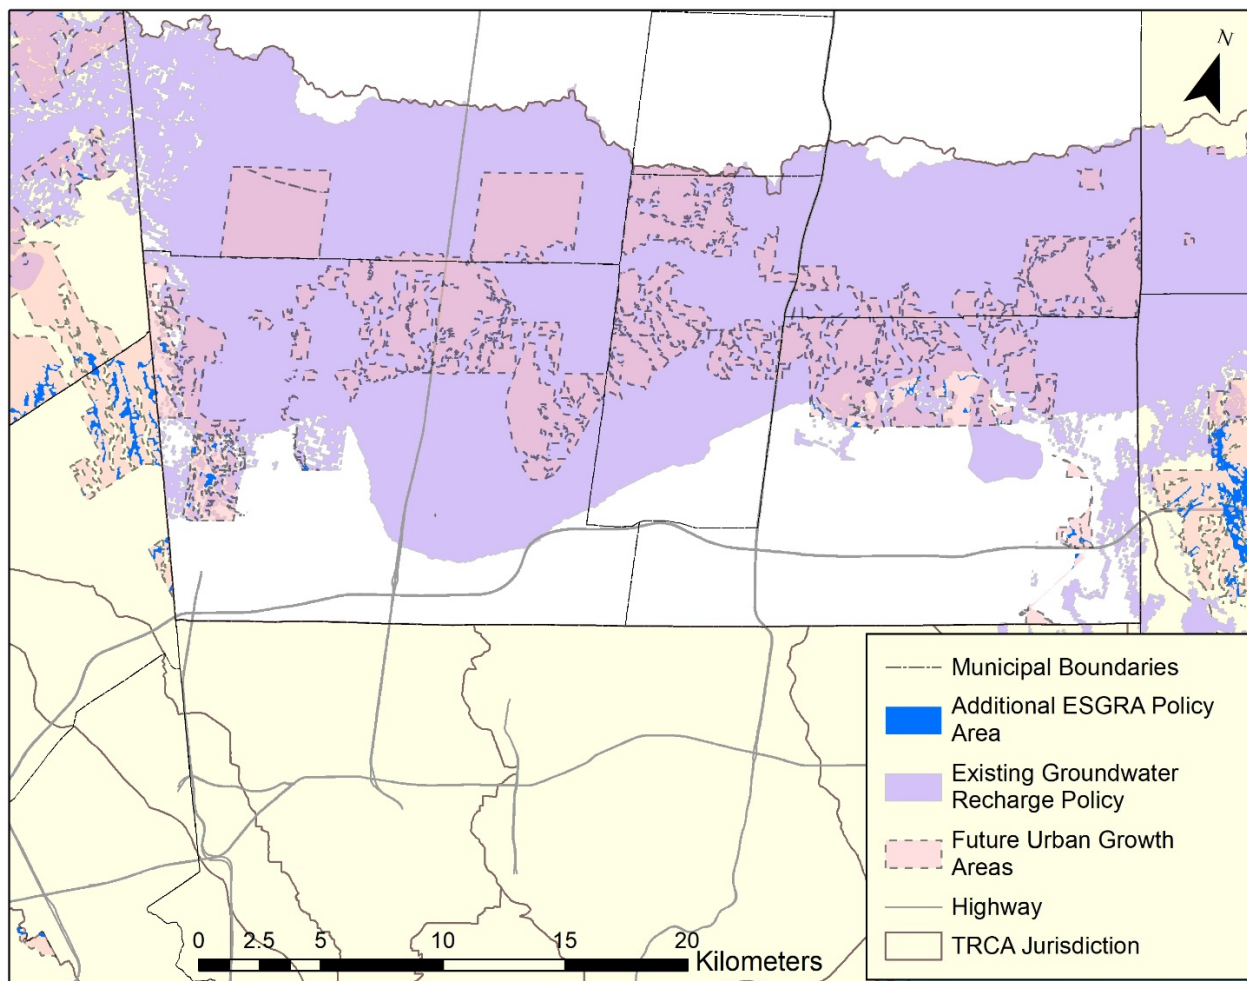 N
Municipal Boundaries
Additional ESGRA Policy
Area
Existing Groundwater
Recharge Policy
Future Urban Growth
Areas
Highway
TRCA Jurisdiction
0 2.5 5 10 15 20
Kilometers